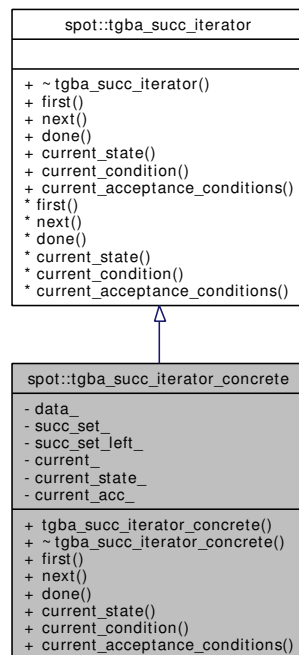 spot::tgba_succ_iterator
+ ~ tgba_succ_iterator()
+ first()
+ next()
+ done()
+ current_state()
+ current_condition()
+ current_acceptance_conditions()
* first()
* next()
* done()
* current_state()
* current_condition()
* current_acceptance_conditions()
spot::tgba_succ_iterator_concrete
- data_
- succ_set_
- succ_set_left_
- current_
- current_state_
- current_acc_
+ tgba_succ_iterator_concrete()
+ ~ tgba_succ_iterator_concrete()
+ first()
+ next()
+ done()
+ current_state()
+ current_condition()
+ current_acceptance_conditions()